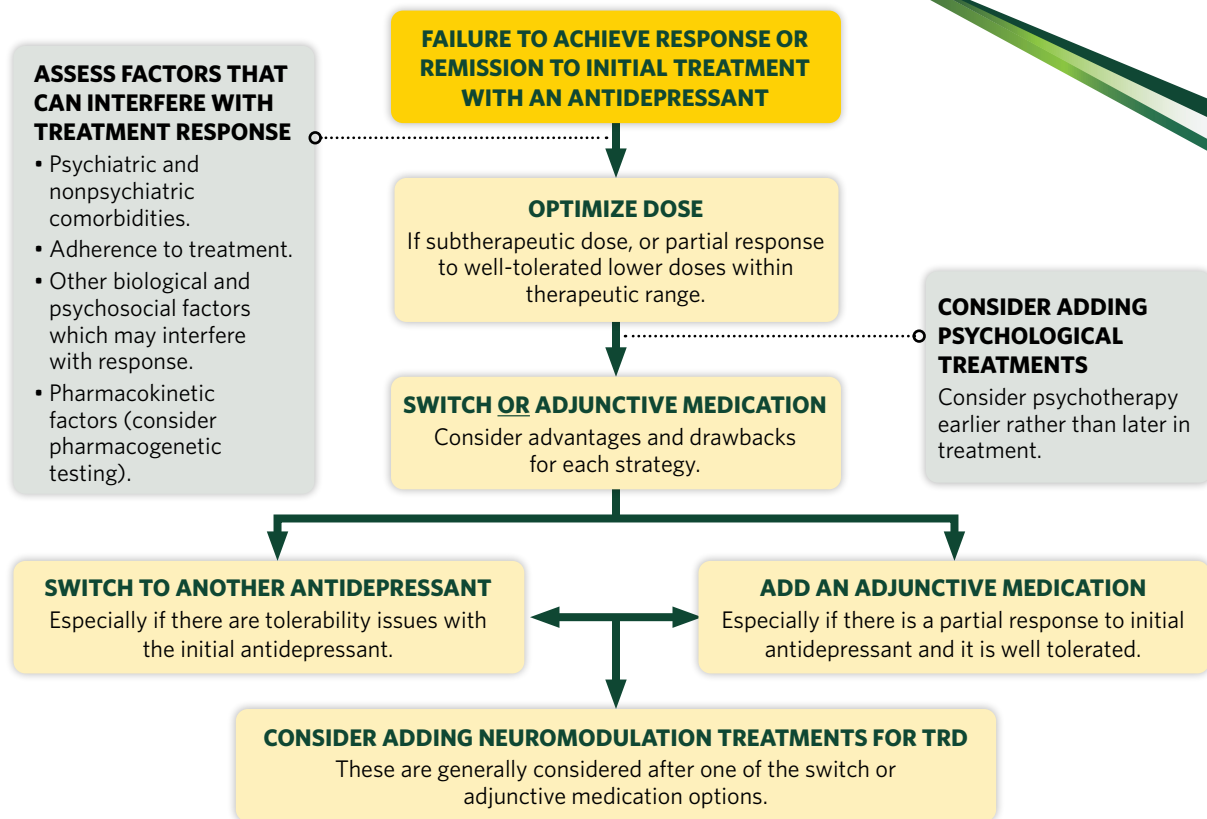 FAILURE TO ACHIEVE RESPONSE OR
REMISSION TO INITIAL TREATMENT
WITH AN ANTIDEPRESSANT
ASSESS FACTORS THAT
CAN INTERFERE WITH
TREATMENT RESPONSE
• Psychiatric and
nonpsychiatric
comorbidities.
• Adherence to treatment.
• Other biological and
psychosocial factors
which may interfere
with response.
• Pharmacokinetic
factors (consider
pharmacogenetic
testing).
OPTIMIZE DOSE
If subtherapeutic dose, or partial response
to well-tolerated lower doses within
therapeutic range.
CONSIDER ADDING
PSYCHOLOGICAL
TREATMENTS
Consider psychotherapy
earlier rather than later in
treatment.
SWITCH OR ADJUNCTIVE MEDICATION
Consider advantages and drawbacks
for each strategy.
SWITCH TO ANOTHER ANTIDEPRESSANT
Especially if there are tolerability issues with
the initial antidepressant.
ADD AN ADJUNCTIVE MEDICATION
Especially if there is a partial response to initial
antidepressant and it is well tolerated.
CONSIDER ADDING NEUROMODULATION TREATMENTS FOR TRD
These are generally considered after one of the switch or
adjunctive medication options.